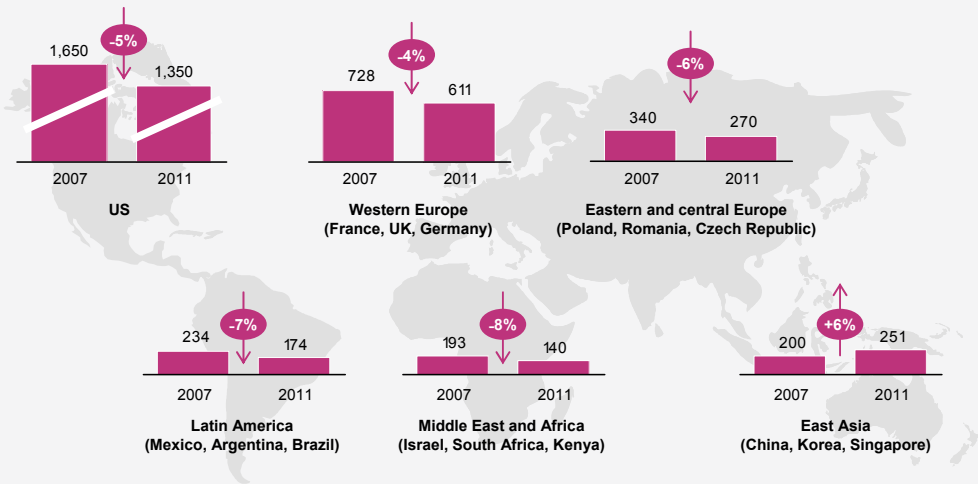 -5%
1,650
1,350
2007 2011
US
-4%
728
611
2007 2011
Western Europe
(France, UK, Germany)
-6%
340
270
2007 2011
Eastern and central Europe
(Poland, Romania, Czech Republic)
-7%
234
174
2007 2011
Latin America
(Mexico, Argentina, Brazil)
-8%
193
140
2007 2011
Middle East and Africa
(Israel, South Africa, Kenya)
+6%
200
251
2007 2011
East Asia
(China, Korea, Singapore)